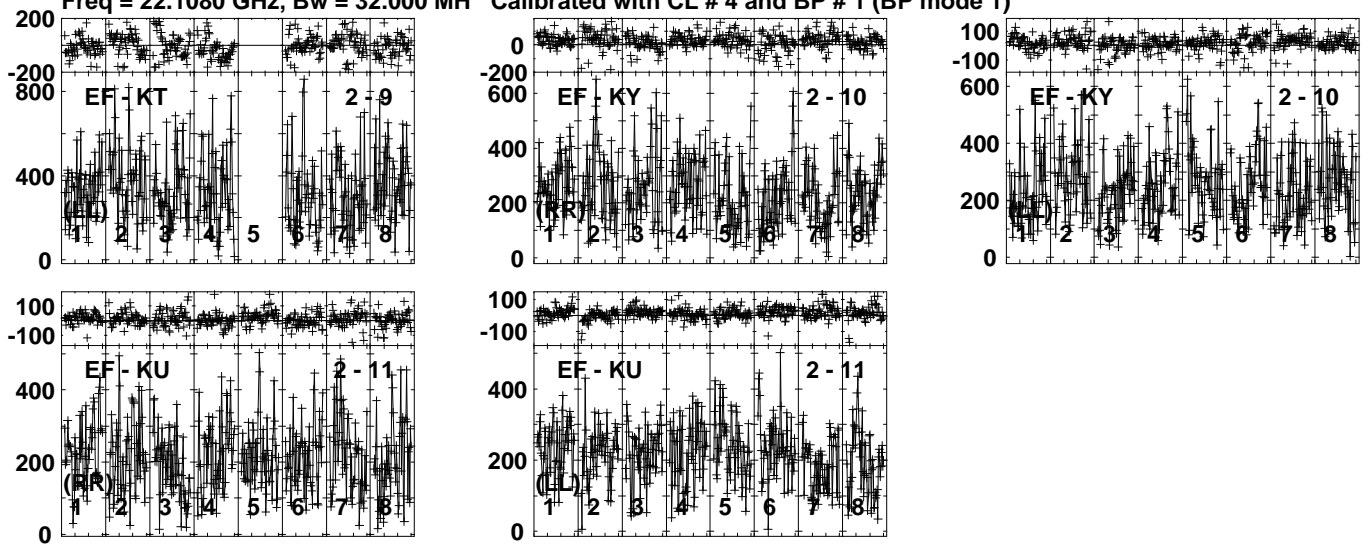 Freq = 22.1080 GHz, Bw = 32.000 MH Calibrated with CL # 4 and BP # 1 (BP mode 1)
200
-200
800
400
0
EF - KT
2 - 9
(LL)
1 2 3 4 5 6 7 8
0
-200
600
400
200
0
EF - KY
2 - 10
(RR)
1 2 3 4 5 6 7 8
100
-100
600
400
200
0
EF - KY
2 - 10
(LL)
1 2 3 4 5 6 7 8
100
-100
400
200
0
EF - KU
2 - 11
(RR)
1 2 3 4 5 6 7 8
100
-100
400
200
0
EF - KU
2 - 11
(LL)
1 2 3 4 5 6 7 8